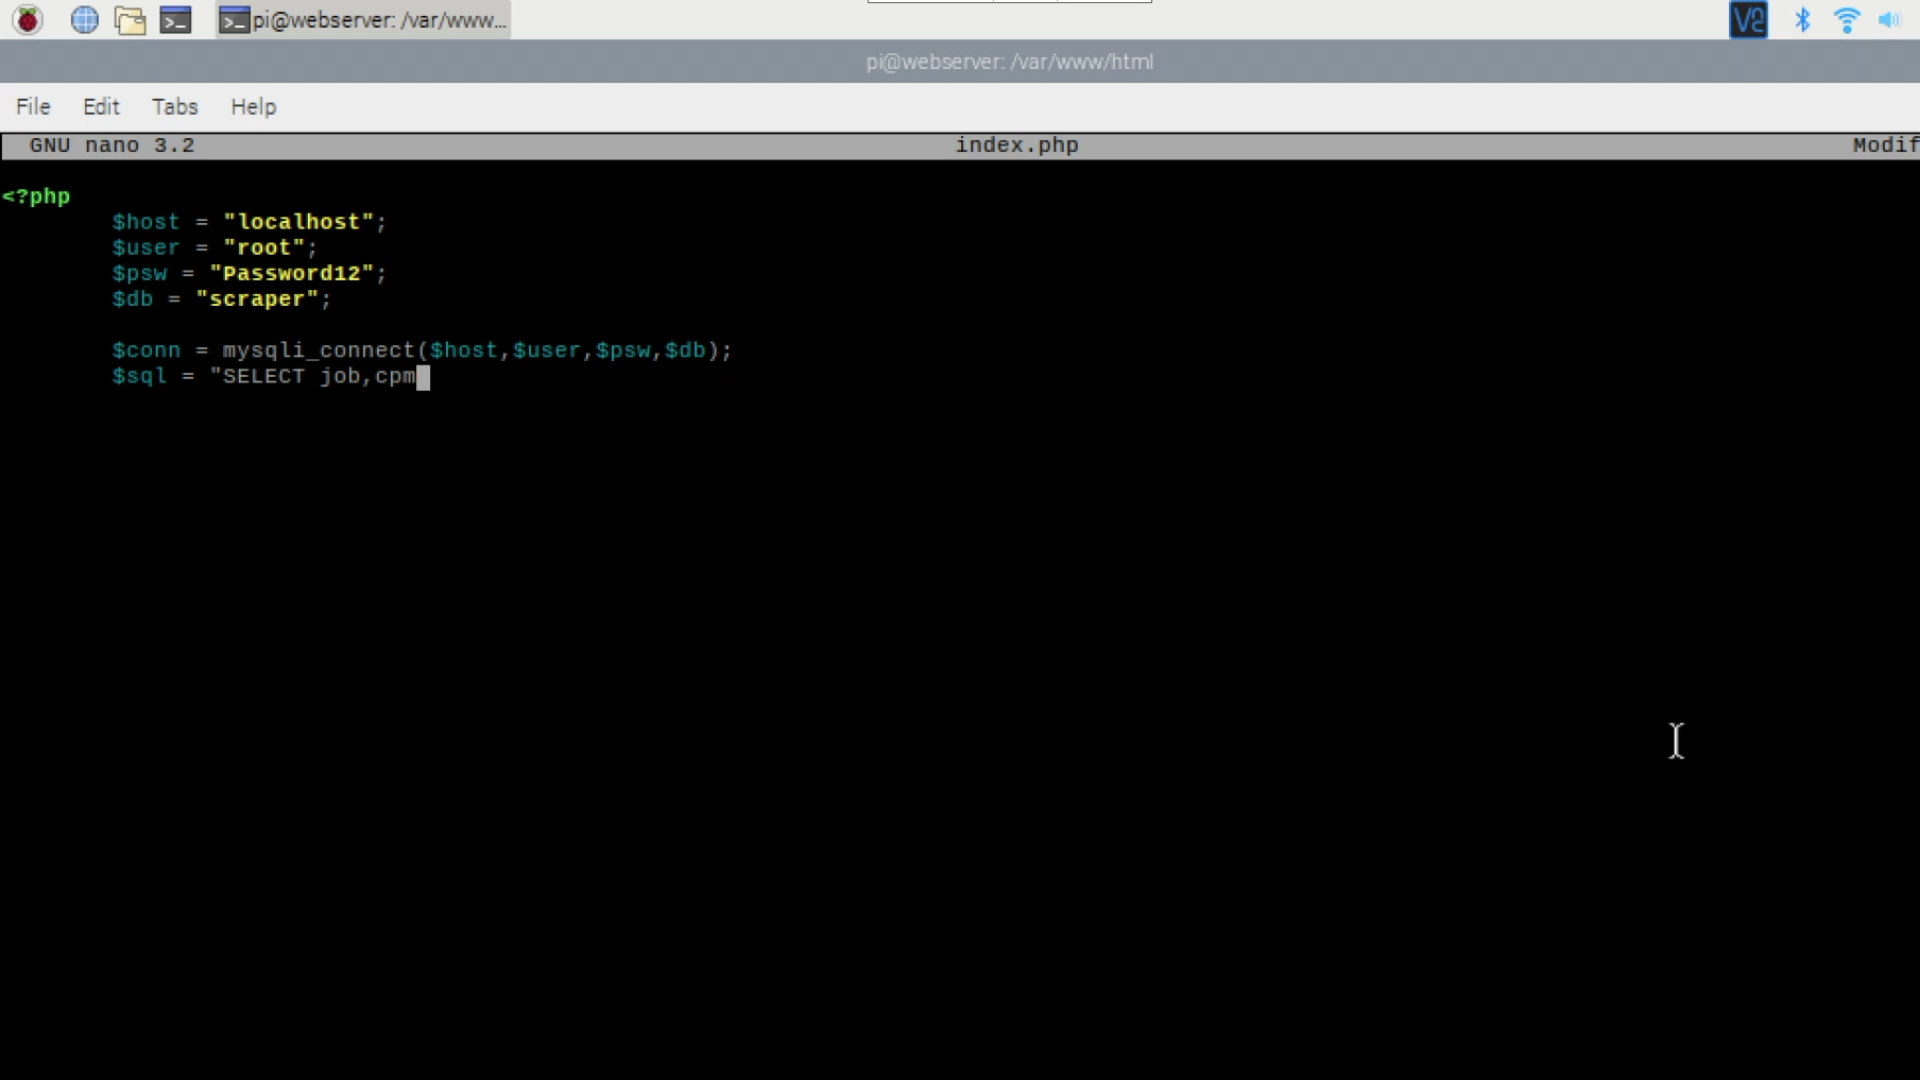 pi@webserver: /var/www...
pi@webserver: /var/www/html
File Edit Tabs Help
GNU nano 3.2 index.php Modif
<?php
$host = "localhost";
$user = "root";
$psw = "Password12";
$db = "scraper";
$conn = mysqli_connect($host,$user,$psw,$db);
$sql = "SELECT job,cpm